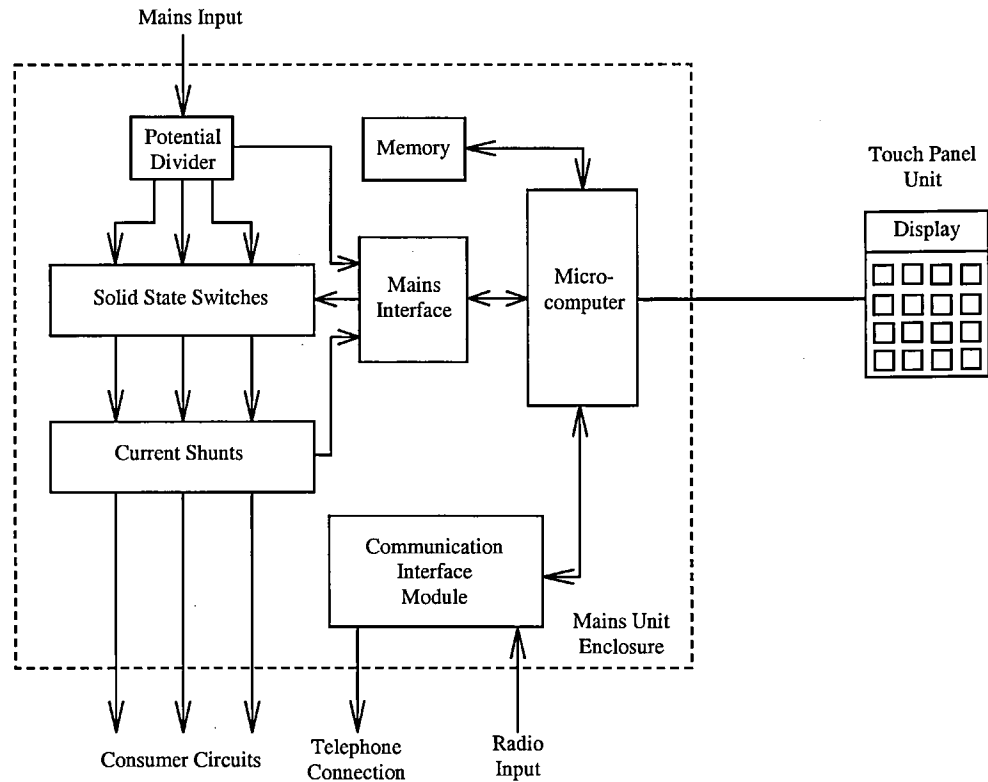 Mains Input
Potential
Divider
Memory
Touch Panel
Unit
Display
Solid State Switches
Mains
Interface
Micro-
computer
Current Shunts
Communication
Interface
Module
Mains Unit
Enclosure
Consumer Circuits
Telephone
Connection
Radio
Input